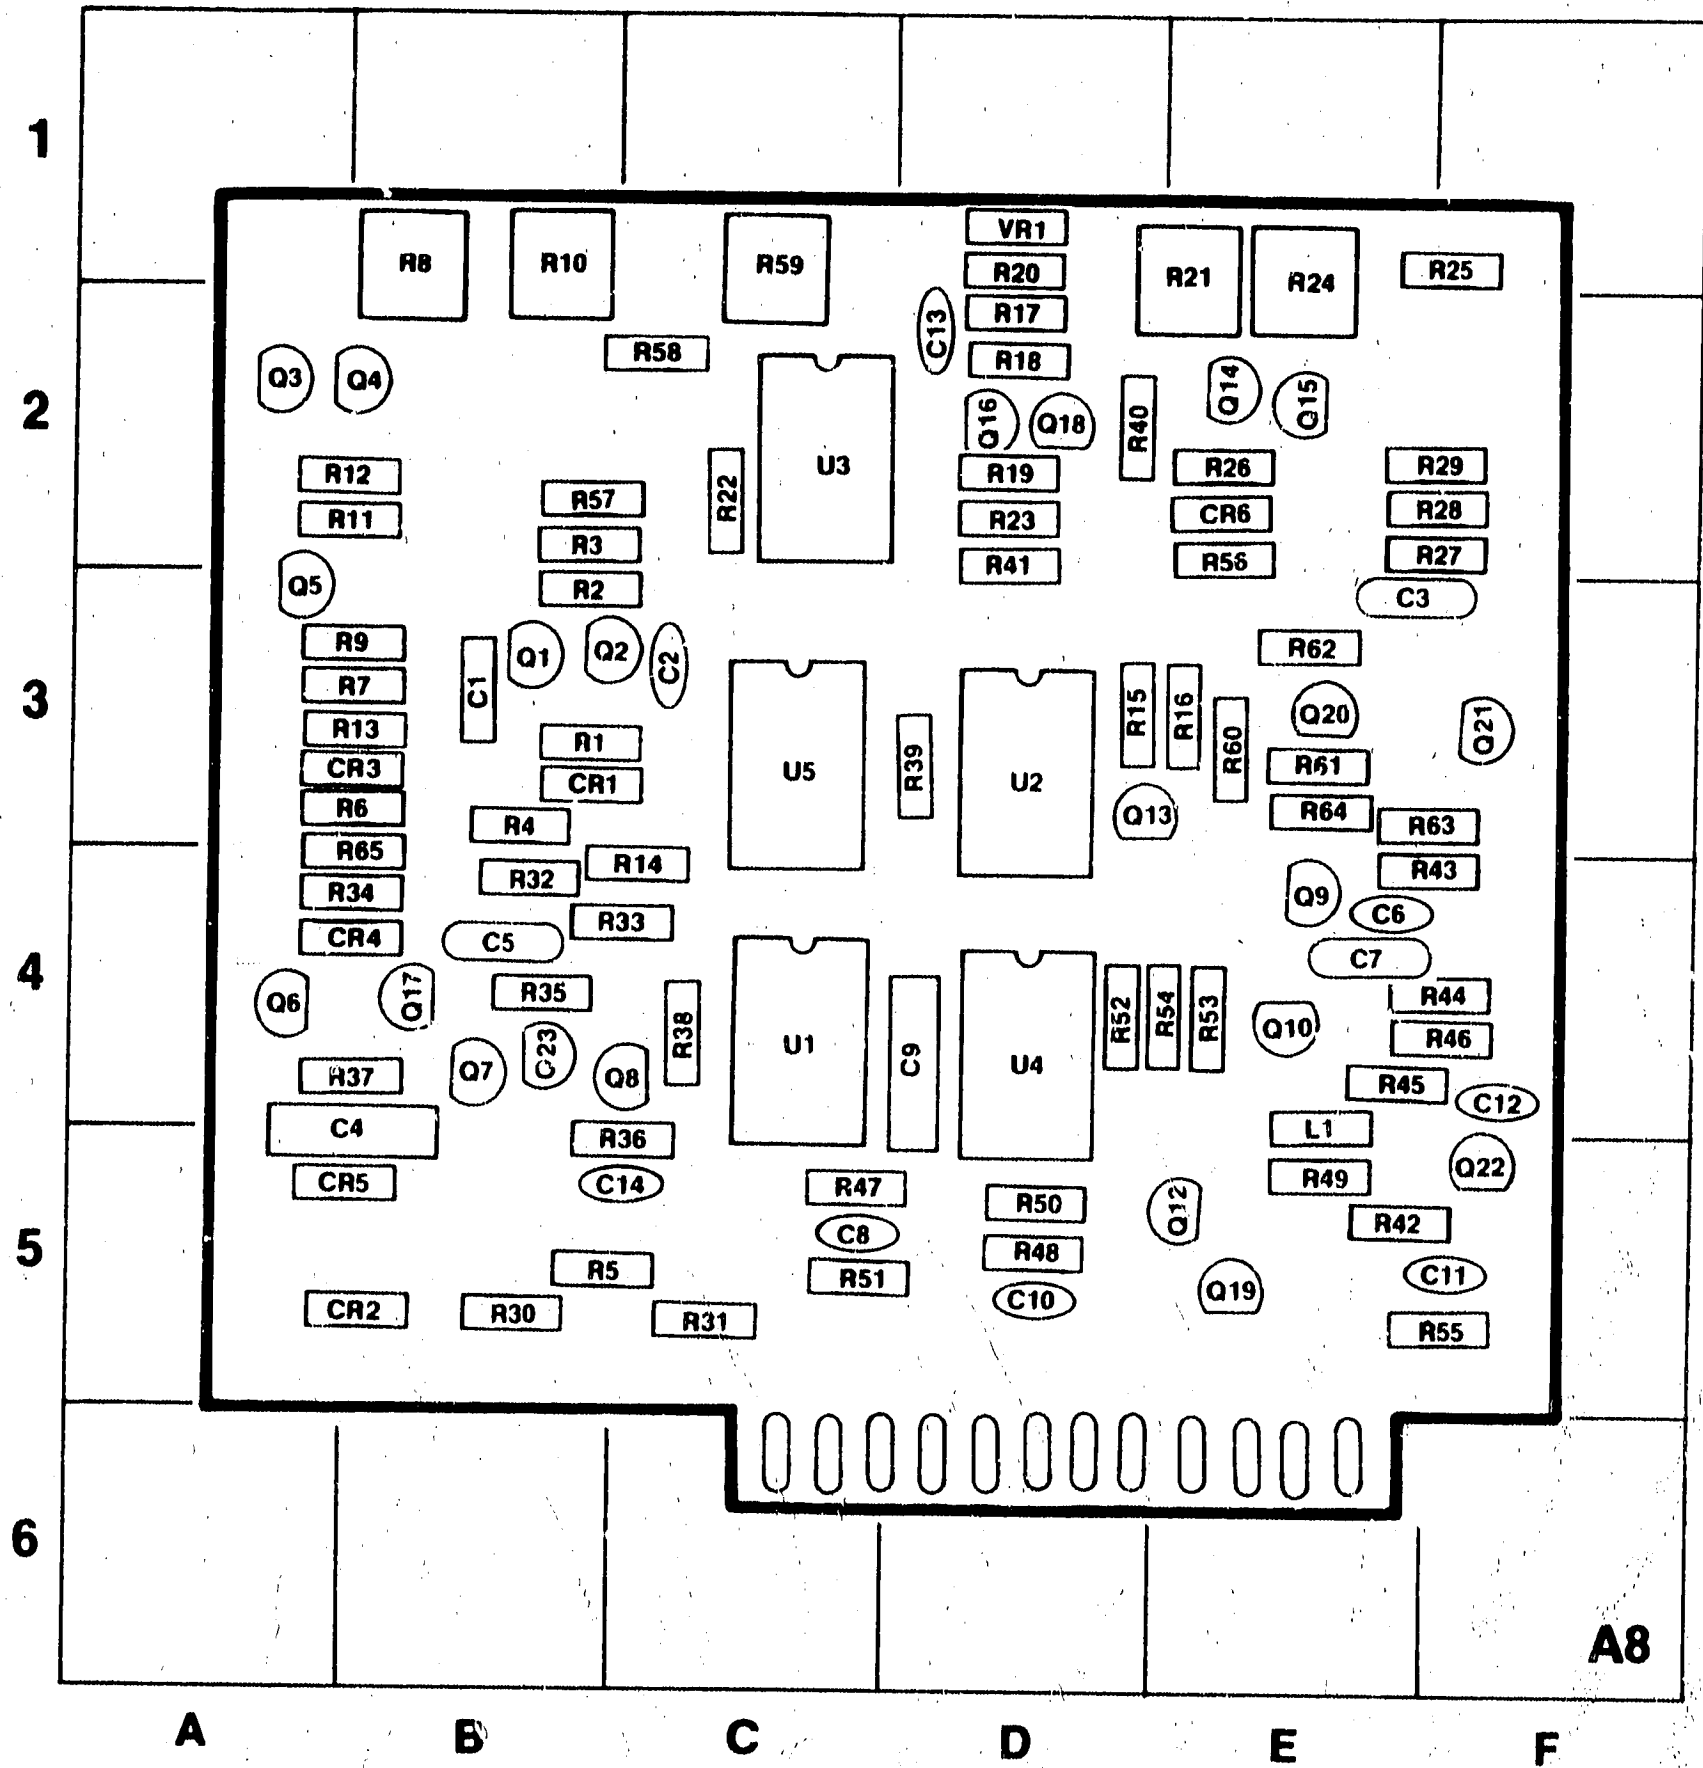 1
R8 R10 R59 VR1 R21 R24 R25
R20
R17
C13
R58 R18
Q3 Q4 Q14 Q15
2
Q16 Q18 R40
U3
R12 R22 R19 R26 R29
R57
R11 R23 CR6 R28
R3 R41 R56 R27
Q5 R2 C3
R9 Q1 Q2 C2 R62
R7 C1
3
R15 R16 Q20 Q21
R13 R1 R60
CR3 CR1 U5 R39 U2 R61
R6 R4 Q13 R64 R63
R65 R14 R43
R34 R32 Q9
R33 C6
CR4 C5 C7
4
Q6 Q17 R35 R44
R38 R52 R54 R53 Q10 R46
Q7 Q23 U1 C9 U4
R37 Q8 R45
C12
C4 R36 L1
CR5 C14 R47 R49 Q22
R50 Q12
C8 R42
5
R5 R51 R48 C11
CR2 R30 R31 C10 Q19 R55
6
A8
A B C D E F